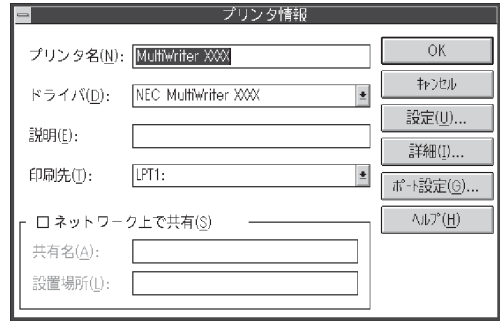 プリンタ情報
プリンタ名(N): MultiWriter XXX
OK
ドライバ(D): NEC MultiWriter XXX
キャンセル
設定(U)...
説明(E):
詳細(I)...
印刷先(T): LPT1:
ポート設定(G)...
ネットワーク上で共有(S)
ヘルプ(H)
共有名(A):
設置場所(L):